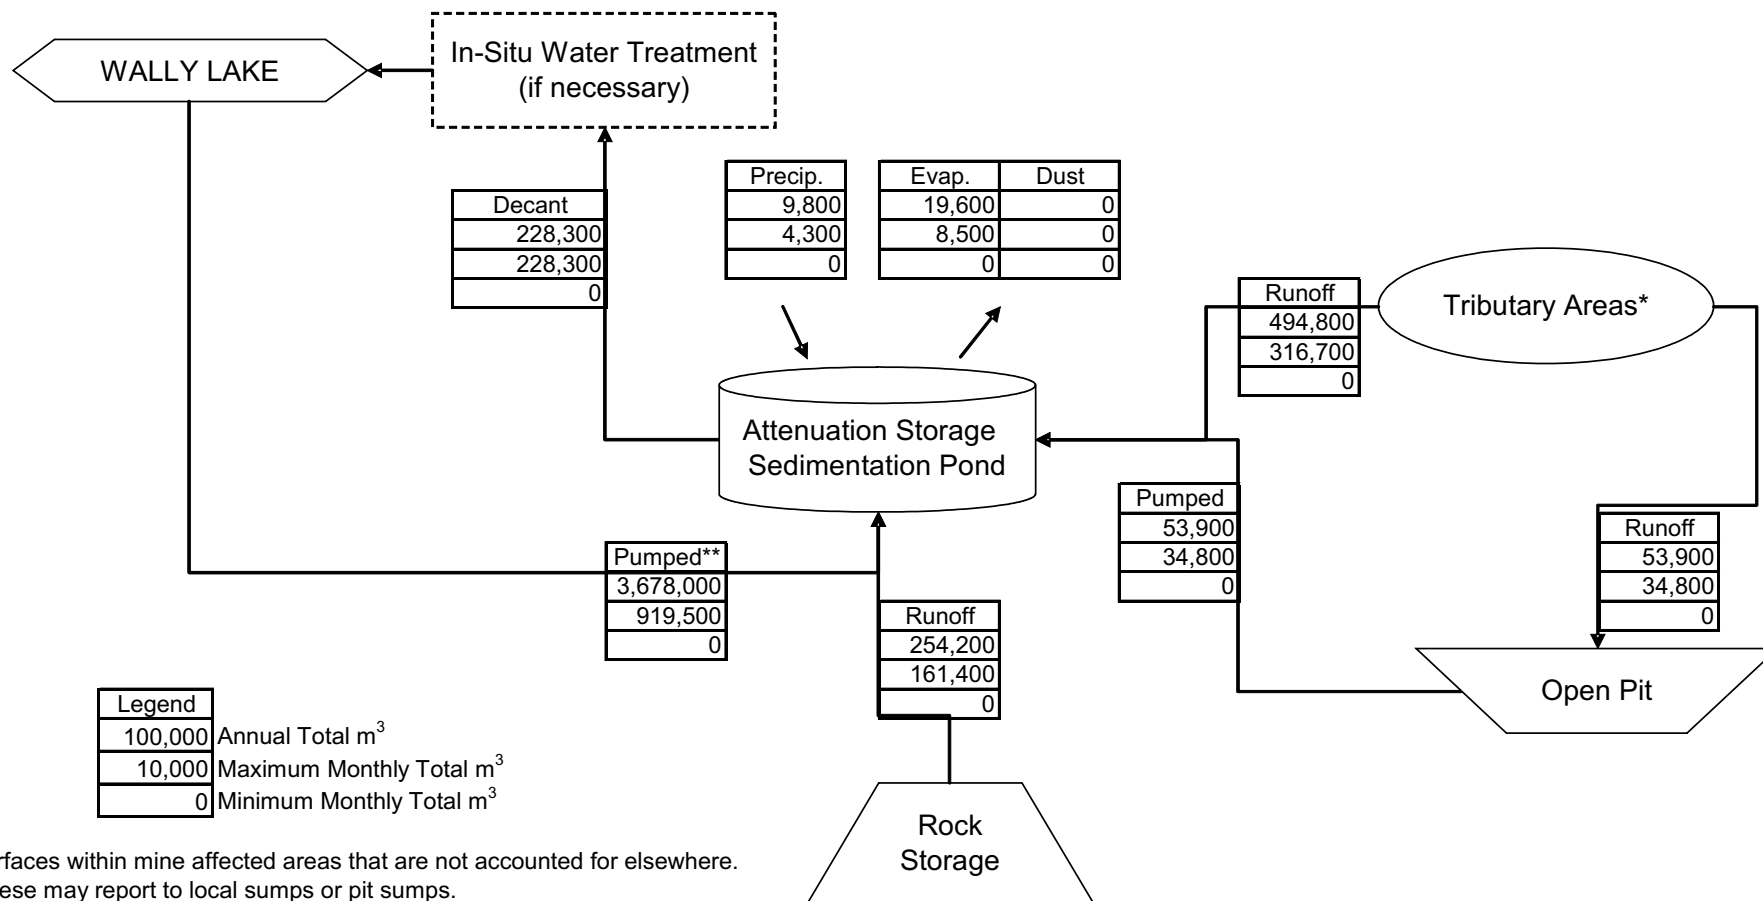 WALLY LAKE
In-Situ Water Treatment
(if necessary)
Decant
228,300
228,300
0
Precip.
9,800
4,300
0
Evap. Dust
19,600 0
8,500 0
0 0
Runoff
494,800
316,700
0
Tributary Areas*
Attenuation Storage
Sedimentation Pond
Pumped
53,900
34,800
0
Runoff
53,900
34,800
0
Pumped**
3,678,000
919,500
0
Runoff
254,200
161,400
0
Open Pit
Legend
100,000 Annual Total m³
10,000 Maximum Monthly Total m³
0 Minimum Monthly Total m³
Rock
Storage
within mine affected areas that are not accounted for elsewhere.
may report to local sumps or pit sumps.